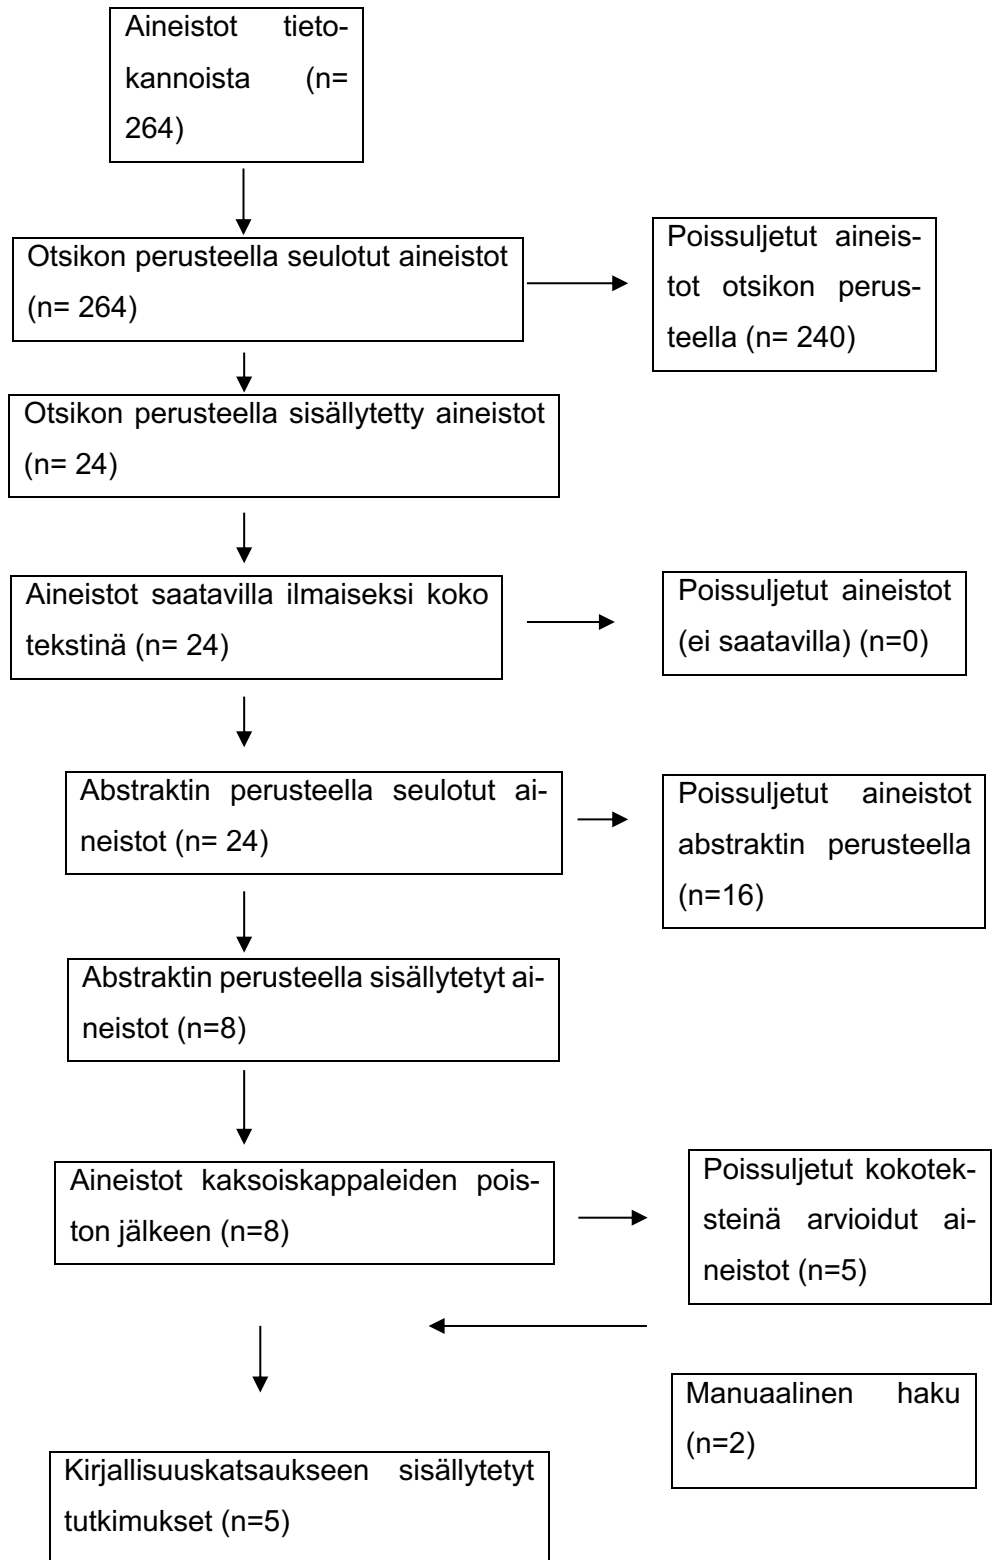 Aineistot tieto-
kannoista (n=
264)
Otsikon perusteella seulotut aineistot
(n= 264)
Poissuljetut aineis-
tot otsikon perus-
teella (n= 240)
Otsikon perusteella sisällytetty aineistot
(n= 24)
Aineistot saatavilla ilmaiseksi koko
tekstinä (n= 24)
Poissuljetut aineistot
(ei saatavilla) (n=0)
Abstraktin perusteella seulotut ai-
neistot (n= 24)
Poissuljetut aineistot
abstraktin perusteella
(n=16)
Abstraktin perusteella sisällytetyt ai-
neistot (n=8)
Aineistot kaksoiskappaleiden pois-
ton jälkeen (n=8)
Poissuljetut kokotek-
steinä arvioidut ai-
neistot (n=5)
Manuaalinen haku
(n=2)
Kirjallisuuskatsaukseen sisällytetyt
tutkimukset (n=5)